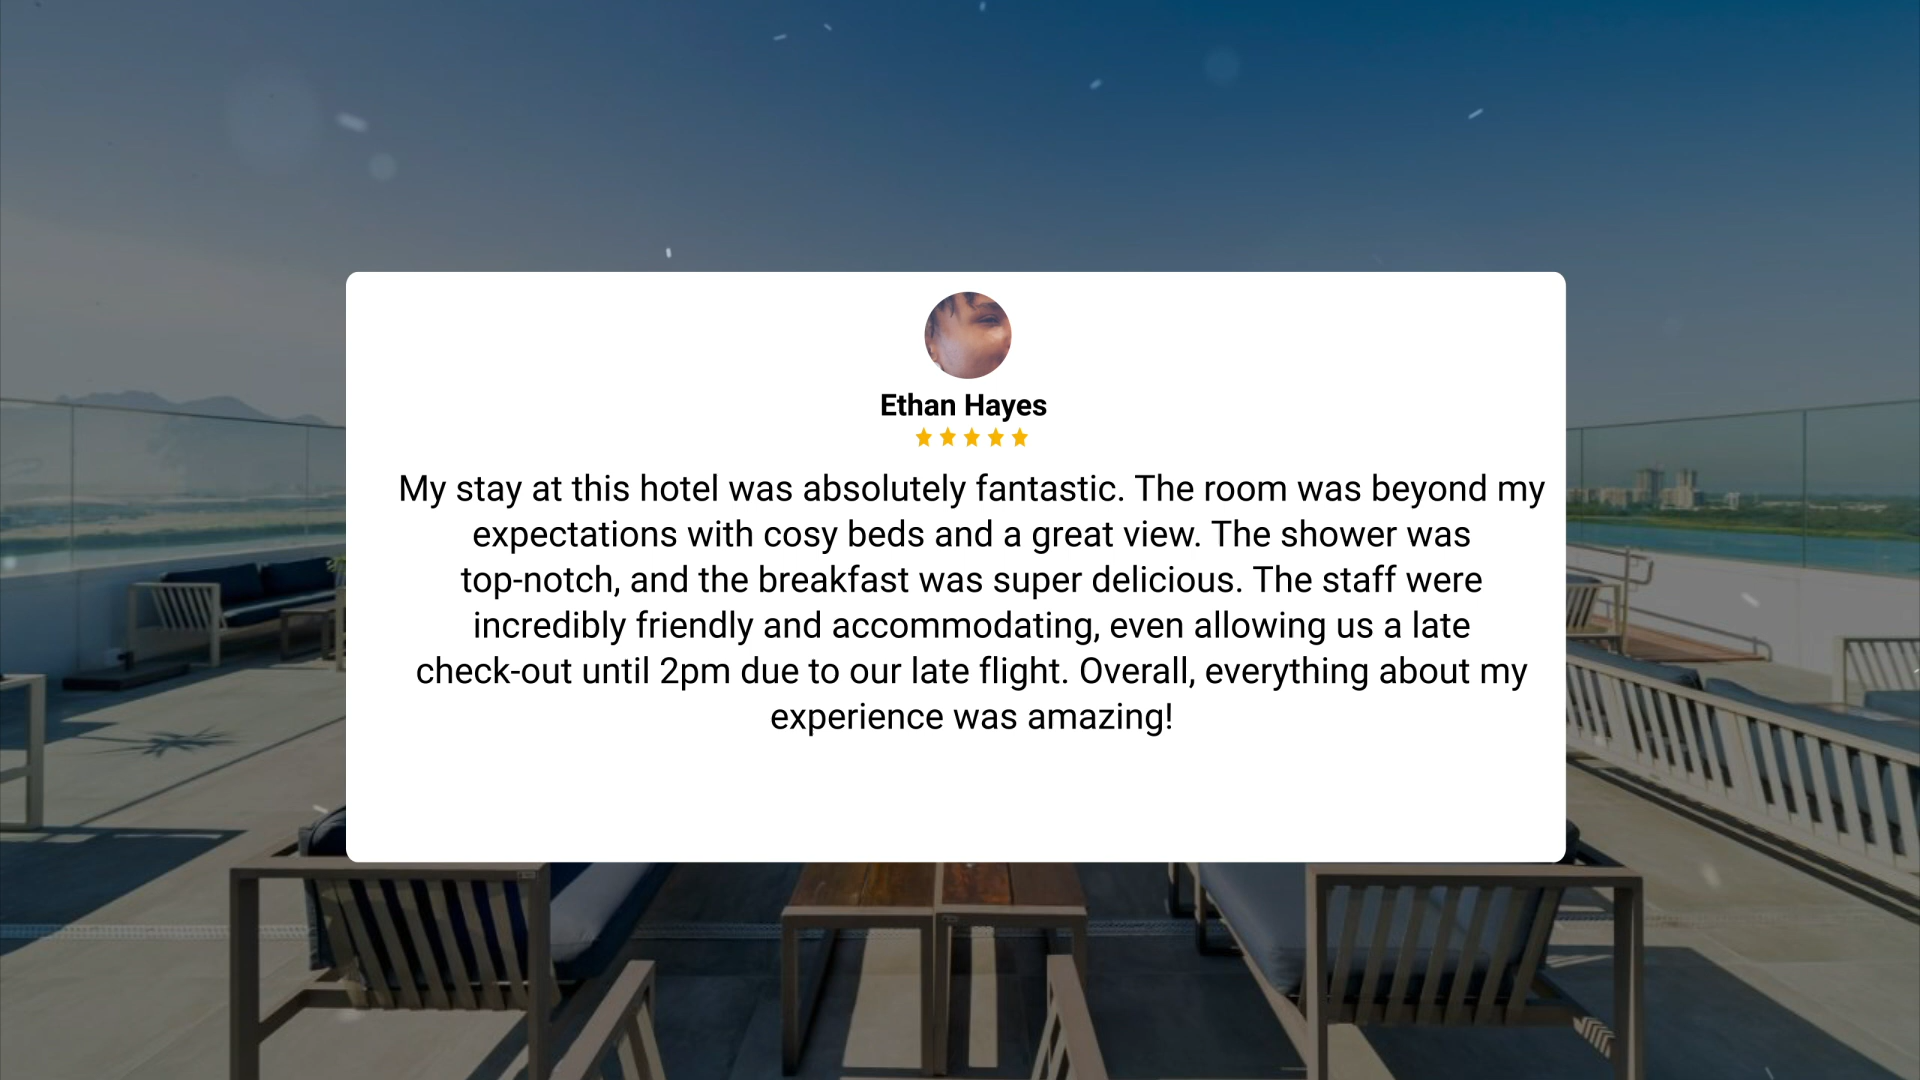 Ethan Hayes
My stay at this hotel was absolutely fantastic. The room was beyond my
expectations with cosy beds and a great view. The shower was
top-notch, and the breakfast was super delicious. The staff were
incredibly friendly and accommodating, even allowing us a late
check-out until 2pm due to our late flight. Overall, everything about my
experience was amazing!